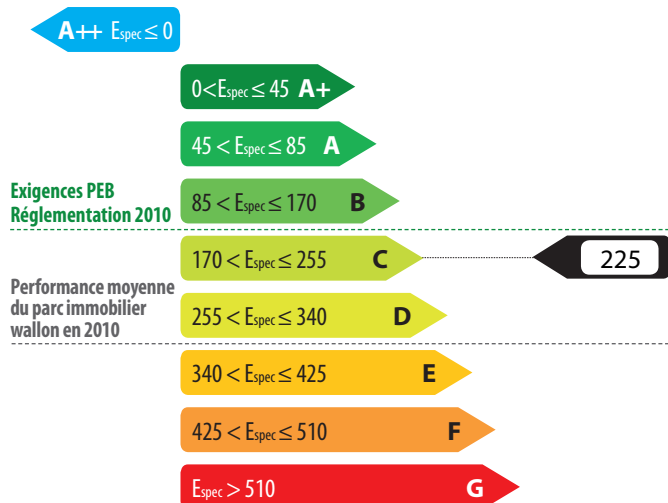 A++ Espec ≤ 0
0 < Espec ≤ 45 A+
45 < Espec ≤ 85 A
Exigences PEB
Réglementation 2010
85 < Espec ≤ 170 B
170 < Espec ≤ 255 C
225
Performance moyenne
du parc immobilier
wallon en 2010
255 < Espec ≤ 340 D
340 < Espec ≤ 425 E
425 < Espec ≤ 510 F
Espec > 510 G